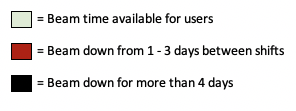 = Beam time available for users
= Beam down from 1 - 3 days between shifts
= Beam down for more than 4 days